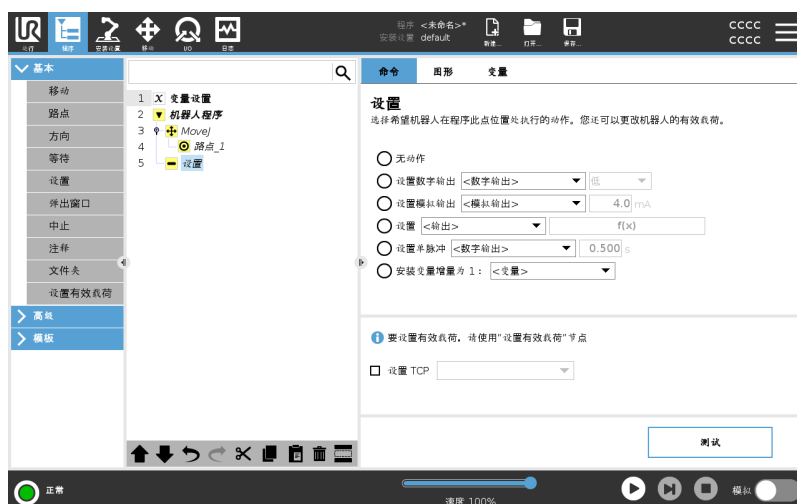 UR
运行
程序
安装设置
移动
I/O
日志
程序 <未命名>*
安装设置 default
新建...
打开...
保存...
CCCC
CCCC
基本
移动
路点
方向
等待
设置
弹出窗口
中止
注释
文件夹
设置有效载荷
高级
模板
1 X 变量设置
2 机器人程序
3 MoveJ
4 路点_1
5 设置
命令 图形 变量
设置
选择希望机器人在程序此点位置处执行的动作。您还可以更改机器人的有效载荷。
无动作
设置数字输出 <数字输出> 低
设置模拟输出 <模拟输出> 4.0 mA
设置 <输出> f(x)
设置单脉冲 <数字输出> 0.500 s
安装变量增量为 1： <变量>
要设置有效载荷，请使用"设置有效载荷"节点
设置 TCP
测试
正常
速度 100%
模拟